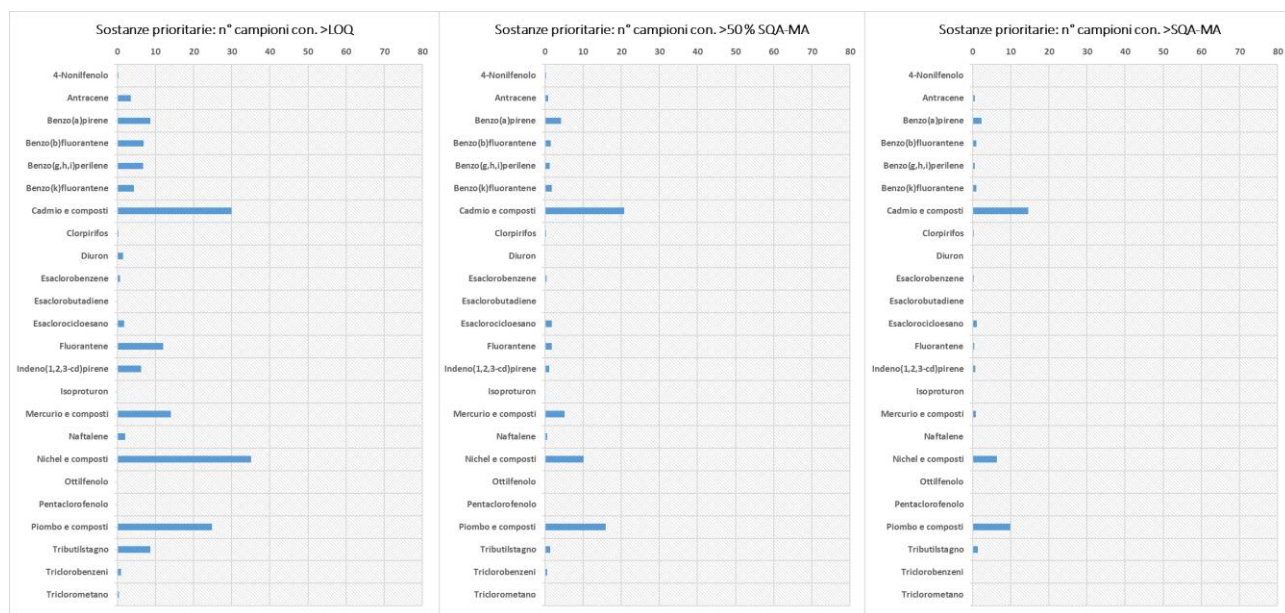 Sostanze prioritarie: n° campioni con. >LOQ
0 10 20 30 40 50 60 70 80
4-Nonilfenolo
Antracene
Benzo(a)pirene
Benzo(b)fluorantene
Benzo(g,h,i)perilene
Benzo(k)fluorantene
Cadmio e composti
Clorpirifos
Diuron
Esaclorobenzene
Esaclorobutadiene
Esaclorocicloesano
Fluorantene
Indeno(1,2,3-cd)pirene
Isoproturon
Mercurio e composti
Naftalene
Nichel e composti
Ottilfenolo
Pentaclorofenolo
Piombo e composti
Tributilstagno
Triclorobenzeni
Triclorometano
Sostanze prioritarie: n° campioni con. >50% SQA-MA
0 10 20 30 40 50 60 70 80
4-Nonilfenolo
Antracene
Benzo(a)pirene
Benzo(b)fluorantene
Benzo(g,h,i)perilene
Benzo(k)fluorantene
Cadmio e composti
Clorpirifos
Diuron
Esaclorobenzene
Esaclorobutadiene
Esaclorocicloesano
Fluorantene
Indeno(1,2,3-cd)pirene
Isoproturon
Mercurio e composti
Naftalene
Nichel e composti
Ottilfenolo
Pentaclorofenolo
Piombo e composti
Tributilstagno
Triclorobenzeni
Triclorometano
Sostanze prioritarie: n° campioni con. >SQA-MA
0 10 20 30 40 50 60 70 80
4-Nonilfenolo
Antracene
Benzo(a)pirene
Benzo(b)fluorantene
Benzo(g,h,i)perilene
Benzo(k)fluorantene
Cadmio e composti
Clorpirifos
Diuron
Esaclorobenzene
Esaclorobutadiene
Esaclorocicloesano
Fluorantene
Indeno(1,2,3-cd)pirene
Isoproturon
Mercurio e composti
Naftalene
Nichel e composti
Ottilfenolo
Pentaclorofenolo
Piombo e composti
Tributilstagno
Triclorobenzeni
Triclorometano